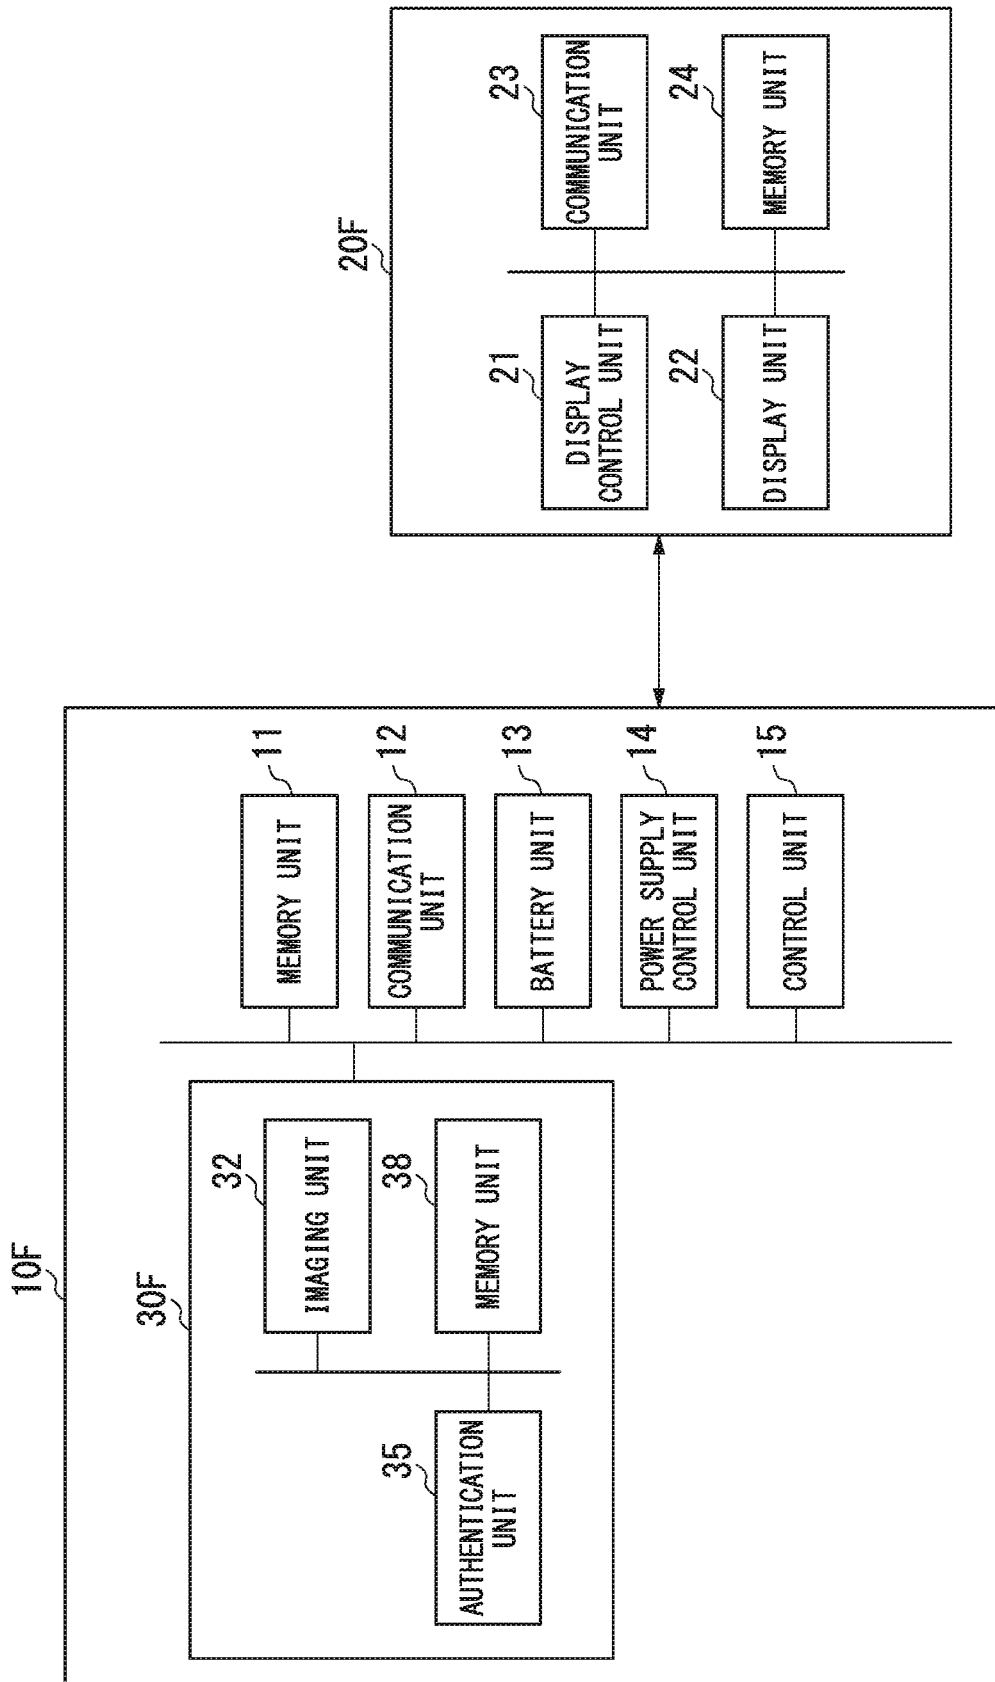 10F
30F
32
IMAGING UNIT
35
AUTHENTICATION
UNIT
38
MEMORY UNIT
MEMORY UNIT
11
COMMUNICATION
UNIT
12
BATTERY UNIT
13
POWER SUPPLY
CONTROL UNIT
14
CONTROL UNIT
15
20F
21
DISPLAY
CONTROL UNIT
23
COMMUNICATION
UNIT
22
DISPLAY UNIT
24
MEMORY UNIT